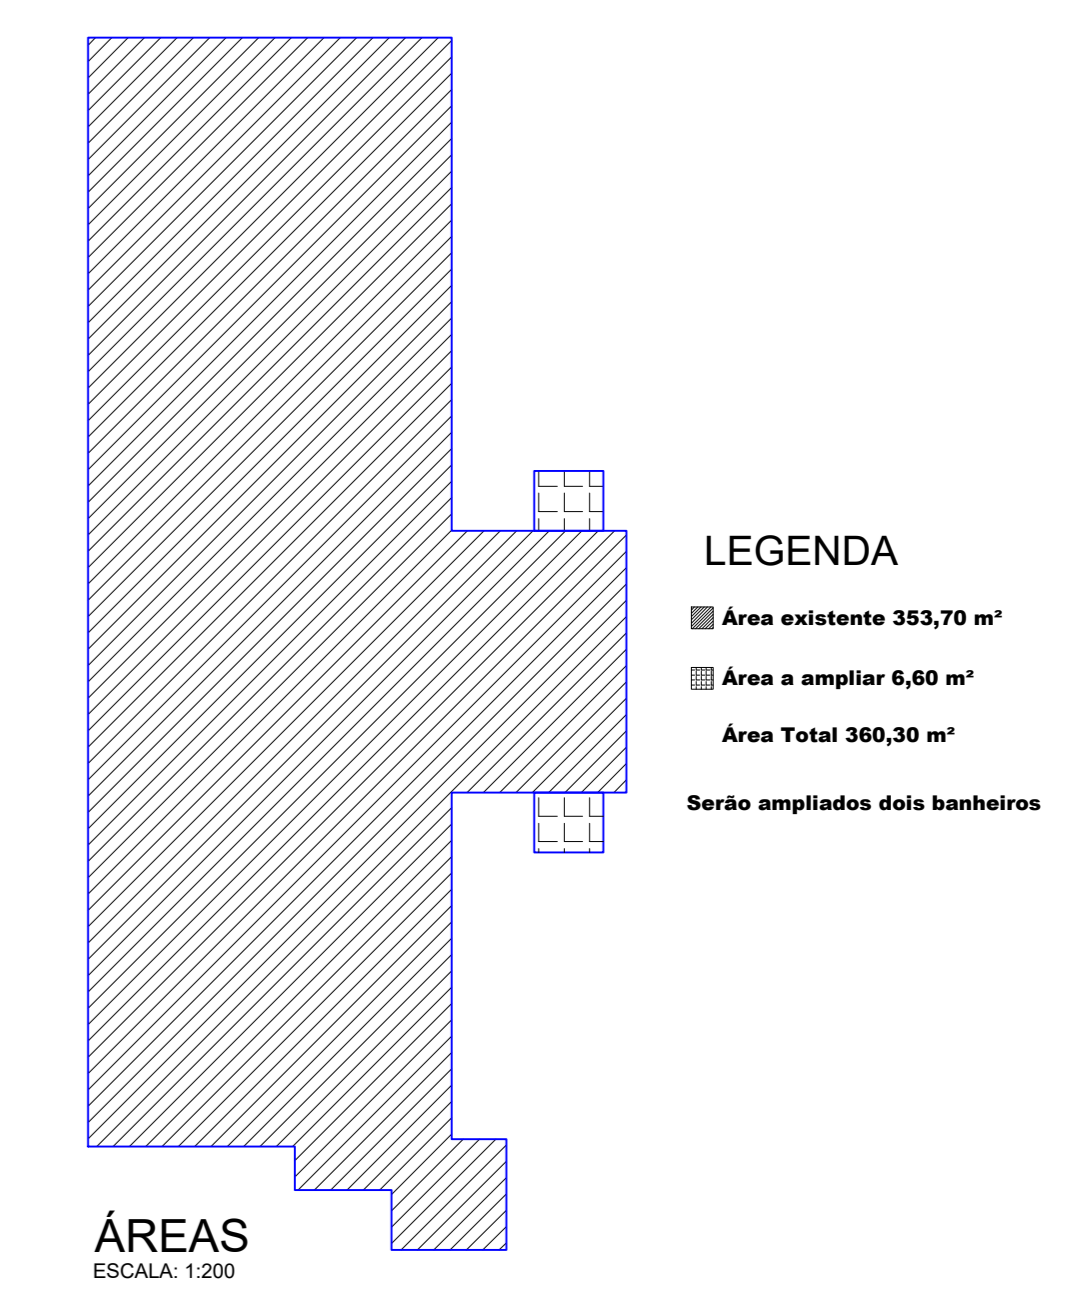 LEGENDA
Área existente 353,70 m²
Área a ampliar 6,60 m²
Área Total 360,30 m²
Serão ampliados dois banheiros
ÁREAS
ESCALA: 1:200